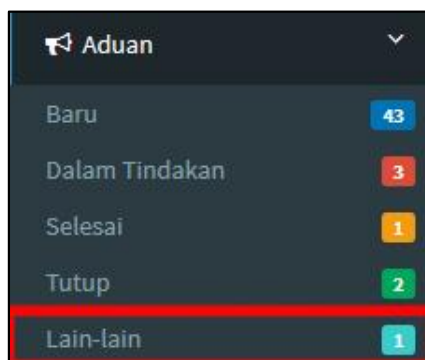 Aduan
Baru 43
Dalam Tindakan 3
Selesai 1
Tutup 2
Lain-lain 1